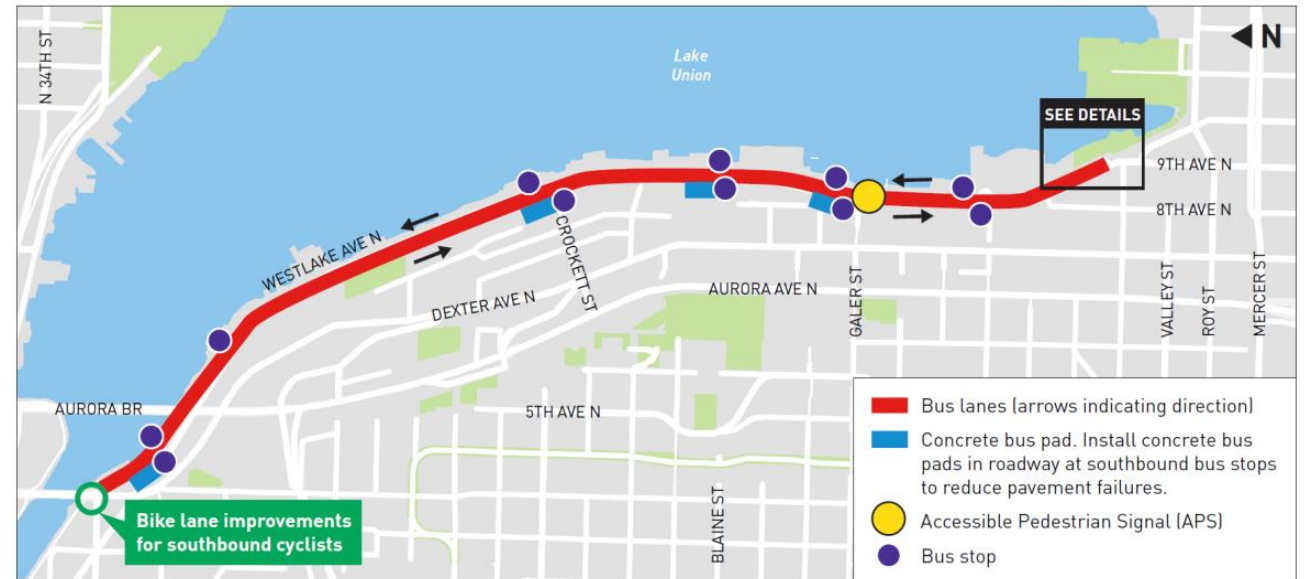 N 34TH ST
Lake
Union
N
SEE DETAILS
9TH AVE N
8TH AVE N
WESTLAKE AVE N
CROCKETT ST
DEXTER AVE N
AURORA AVE N
GALER ST
VALLEY ST
ROY ST
MERCER ST
AURORA BR
5TH AVE N
BLAINE ST
Bike lane improvements
for southbound cyclists
Bus lanes (arrows indicating direction)
Concrete bus pad. Install concrete bus
pads in roadway at southbound bus stops
to reduce pavement failures.
Accessible Pedestrian Signal (APS)
Bus stop